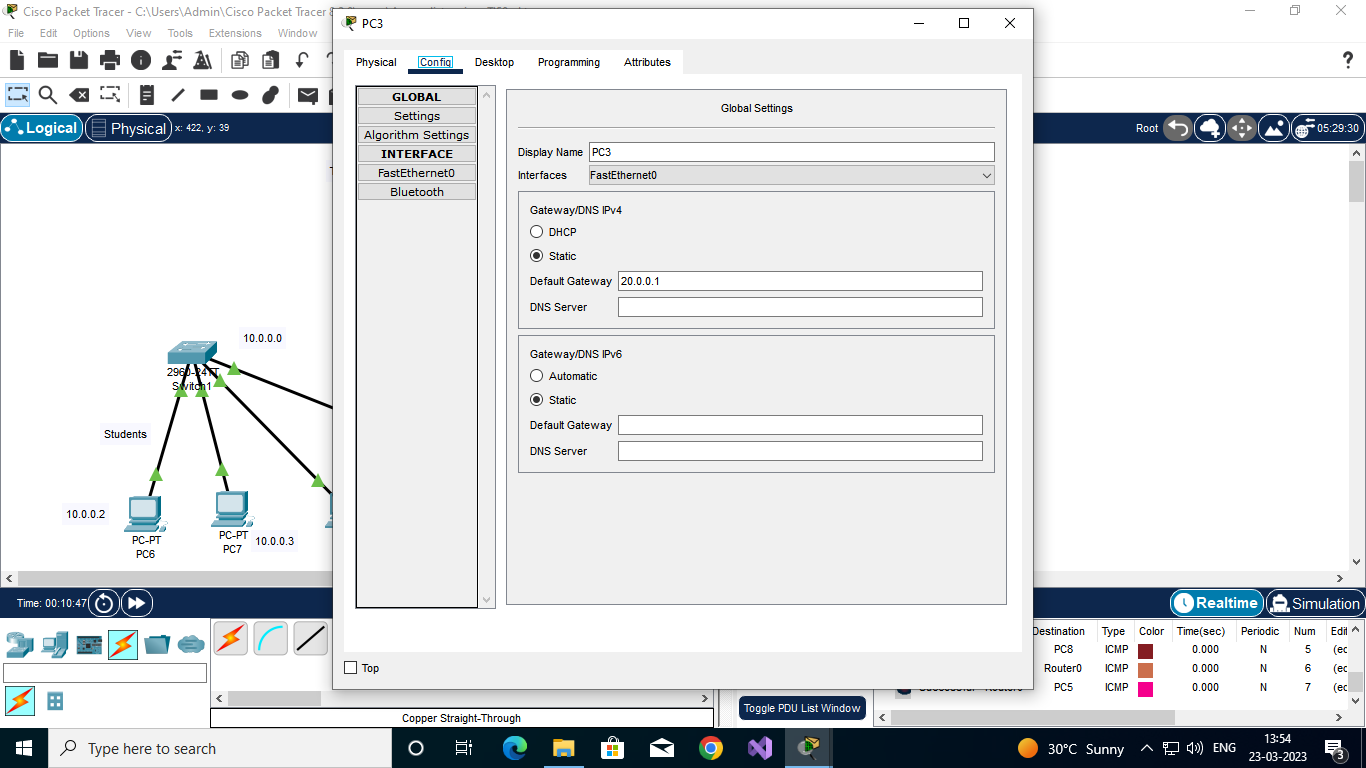 Cisco Packet Tracer - C:\Users\Admin\Cisco Packet Tracer 8
File Edit Options View Tools Extensions Window
Logical Physical x: 422, y: 39
Root 05:29:30
PC3
Physical Config Desktop Programming Attributes
GLOBAL
Settings
Algorithm Settings
INTERFACE
FastEthernet0
Bluetooth
Global Settings
Display Name PC3
Interfaces FastEthernet0
Gateway/DNS IPv4
DHCP
Static
Default Gateway 20.0.0.1
DNS Server
Gateway/DNS IPv6
Automatic
Static
Default Gateway
DNS Server
Top
10.0.0.0
2960-24TT
Switch1
Students
10.0.0.2
PC-PT
PC6
PC-PT
PC7
10.0.0.3
Time: 00:10:47
Realtime Simulation
Destination Type Color Time(sec) Periodic N Num Edit
PC8 ICMP 0.000 N 5 (ec
Router0 ICMP 0.000 N 6 (ec
PC5 ICMP 0.000 N 7 (ec
Copper Straight-Through
Toggle PDU List Window
Type here to search
30°C Sunny
ENG
13:54
23-03-2023
3